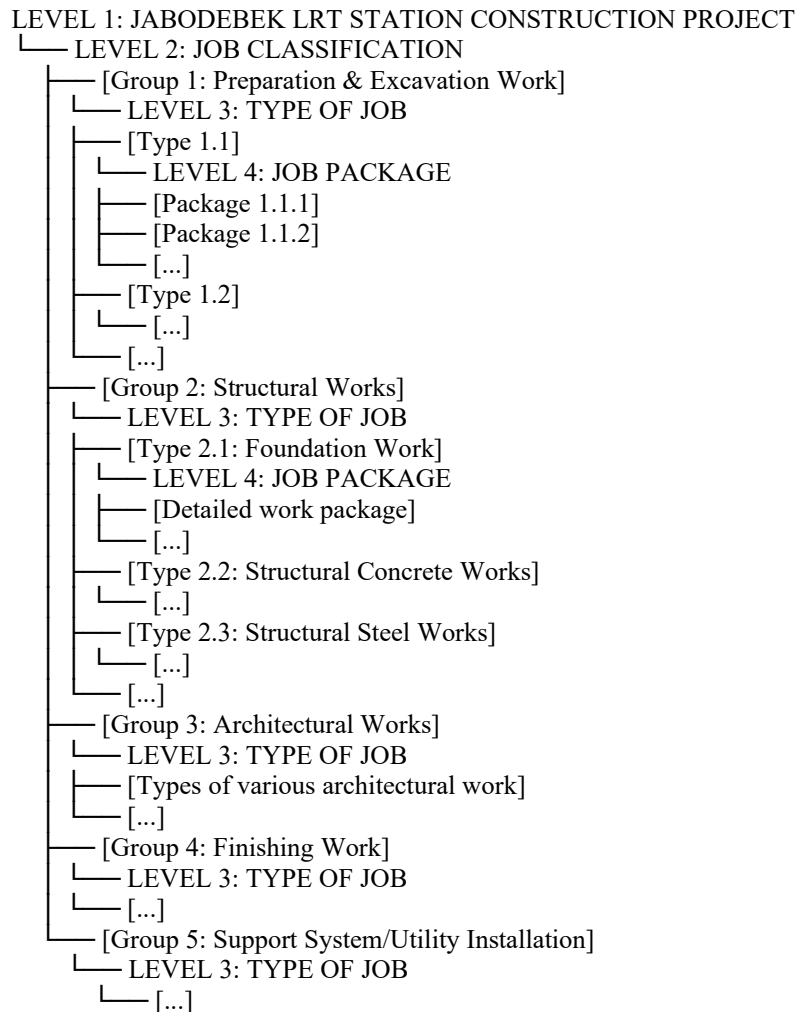 LEVEL 1: JABODEBEK LRT STATION CONSTRUCTION PROJECT
└── LEVEL 2: JOB CLASSIFICATION
├── [Group 1: Preparation & Excavation Work]
│ └── LEVEL 3: TYPE OF JOB
│ ├── [Type 1.1]
│ │ └── LEVEL 4: JOB PACKAGE
│ │ ├── [Package 1.1.1]
│ │ ├── [Package 1.1.2]
│ │ └── [...]
│ ├── [Type 1.2]
│ │ └── [...]
│ └── [...]
├── [Group 2: Structural Works]
│ └── LEVEL 3: TYPE OF JOB
│ ├── [Type 2.1: Foundation Work]
│ │ └── LEVEL 4: JOB PACKAGE
│ │ ├── [Detailed work package]
│ │ └── [...]
│ ├── [Type 2.2: Structural Concrete Works]
│ │ └── [...]
│ ├── [Type 2.3: Structural Steel Works]
│ │ └── [...]
│ └── [...]
├── [Group 3: Architectural Works]
│ └── LEVEL 3: TYPE OF JOB
│ ├── [Types of various architectural work]
│ └── [...]
├── [Group 4: Finishing Work]
│ └── LEVEL 3: TYPE OF JOB
│ └── [...]
└── [Group 5: Support System/Utility Installation]
└── LEVEL 3: TYPE OF JOB
└── [...]